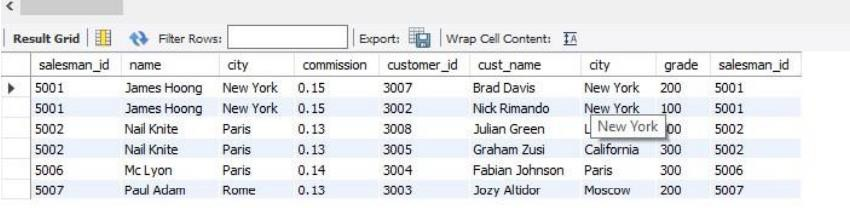 Result Grid Filter Rows: Export: Wrap Cell Content: IA
salesman_id name city commission customer_id cust_name city grade salesman_id
5001 James Hoong New York 0.15 3007 Brad Davis New York 200 5001
5001 James Hoong New York 0.15 3002 Nick Rimando New York 100 5001
5002 Nail Knite Paris 0.13 3008 Julian Green 5002
New York
5002 Nail Knite Paris 0.13 3005 Graham Zusi California 300 5002
5006 Mc Lyon Paris 0.14 3004 Fabian Johnson Paris 300 5006
5007 Paul Adam Rome 0.13 3003 Jozy Altidor Moscow 200 5007